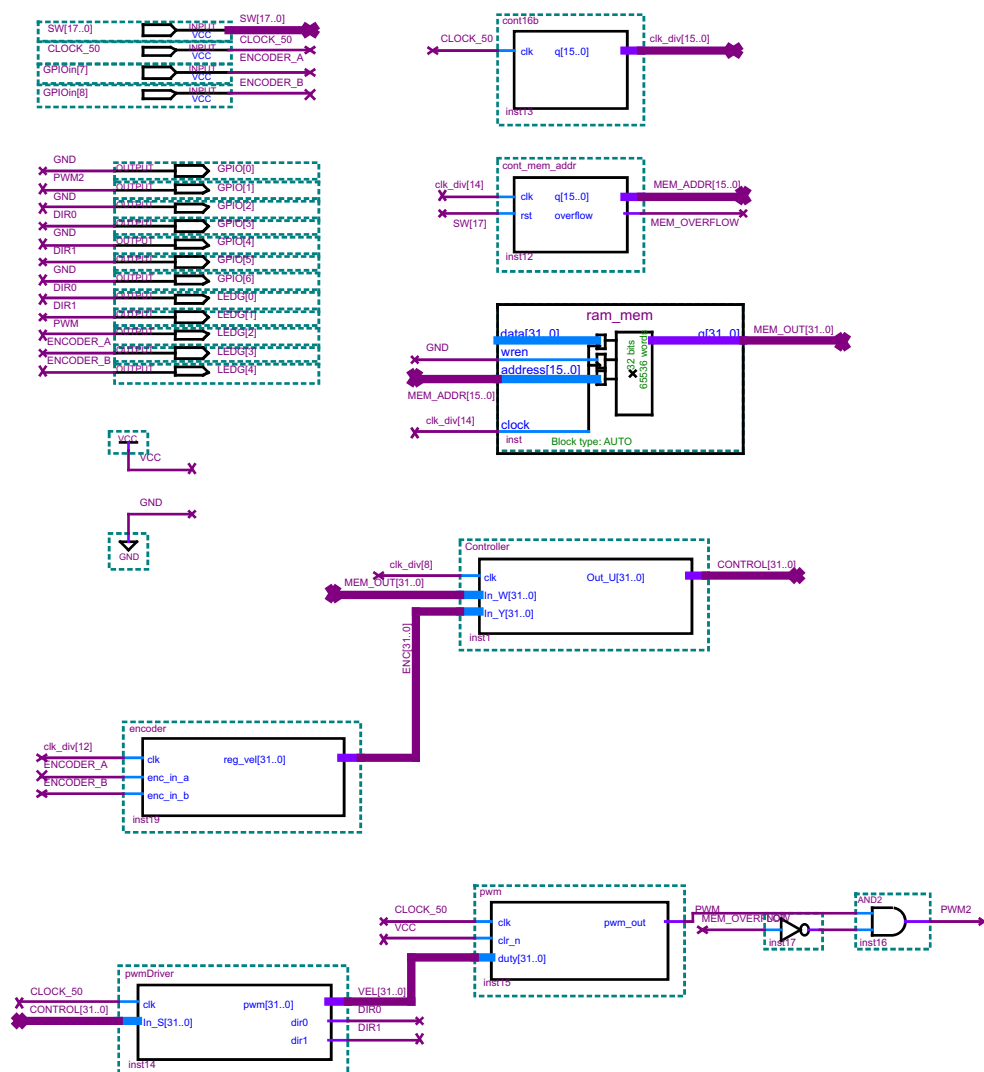 SW[17..0] INPUT VCC SW[17..0]
CLOCK_50 INPUT VCC CLOCK_50
GPIOin[7] INPUT VCC ENCODER_A
GPIOin[8] INPUT VCC ENCODER_B
cont16b
CLOCK_50 clk q[15..0] clk_div[15..0]
inst13
GND OUTPUT GPIO[0]
PWM2 OUTPUT GPIO[1]
GND OUTPUT GPIO[2]
DIR0 OUTPUT GPIO[3]
GND OUTPUT GPIO[4]
DIR1 OUTPUT GPIO[5]
GND OUTPUT GPIO[6]
DIR0 OUTPUT LEDG[0]
DIR1 OUTPUT LEDG[1]
PWM OUTPUT LEDG[2]
ENCODER_A OUTPUT LEDG[3]
ENCODER_B OUTPUT LEDG[4]
cont_mem_addr
clk_div[14] clk q[15..0] MEM_ADDR[15..0]
SW[17] rst overflow MEM_OVERFLOW
inst12
ram_mem
data[31..0] q[31..0] MEM_OUT[31..0]
GND wren
address[15..0]
MEM_ADDR[15..0]
32 bits
65536 words
clk_div[14] clock
inst Block type: AUTO
VCC
VCC
GND
GND
Controller
clk_div[8] clk Out_U[31..0] CONTROL[31..0]
MEM_OUT[31..0] In_W[31..0]
In_Y[31..0]
inst1
ENC[31..0]
encoder
clk_div[12] clk reg_vel[31..0]
ENCODER_A enc_in_a
ENCODER_B enc_in_b
inst19
pwm
CLOCK_50 clk pwm_out PWM
VCC clr_n
duty[31..0]
inst15
MEM_OVERFLOW
inst17
AND2
PWM2
inst16
pwmDriver
CLOCK_50 clk pwm[31..0] VEL[31..0]
CONTROL[31..0] In_S[31..0] dir0 DIR0
dir1 DIR1
inst14